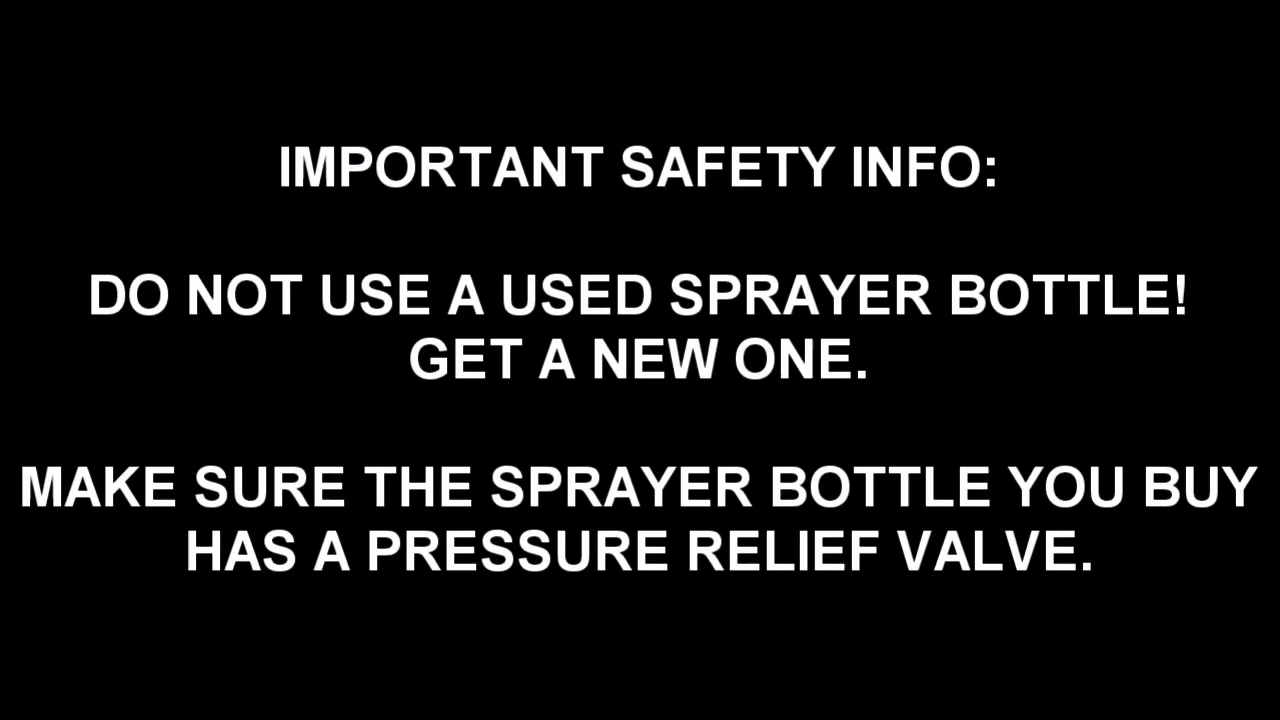 IMPORTANT SAFETY INFO:
DO NOT USE A USED SPRAYER BOTTLE!
GET A NEW ONE.
MAKE SURE THE SPRAYER BOTTLE YOU BUY
HAS A PRESSURE RELIEF VALVE.